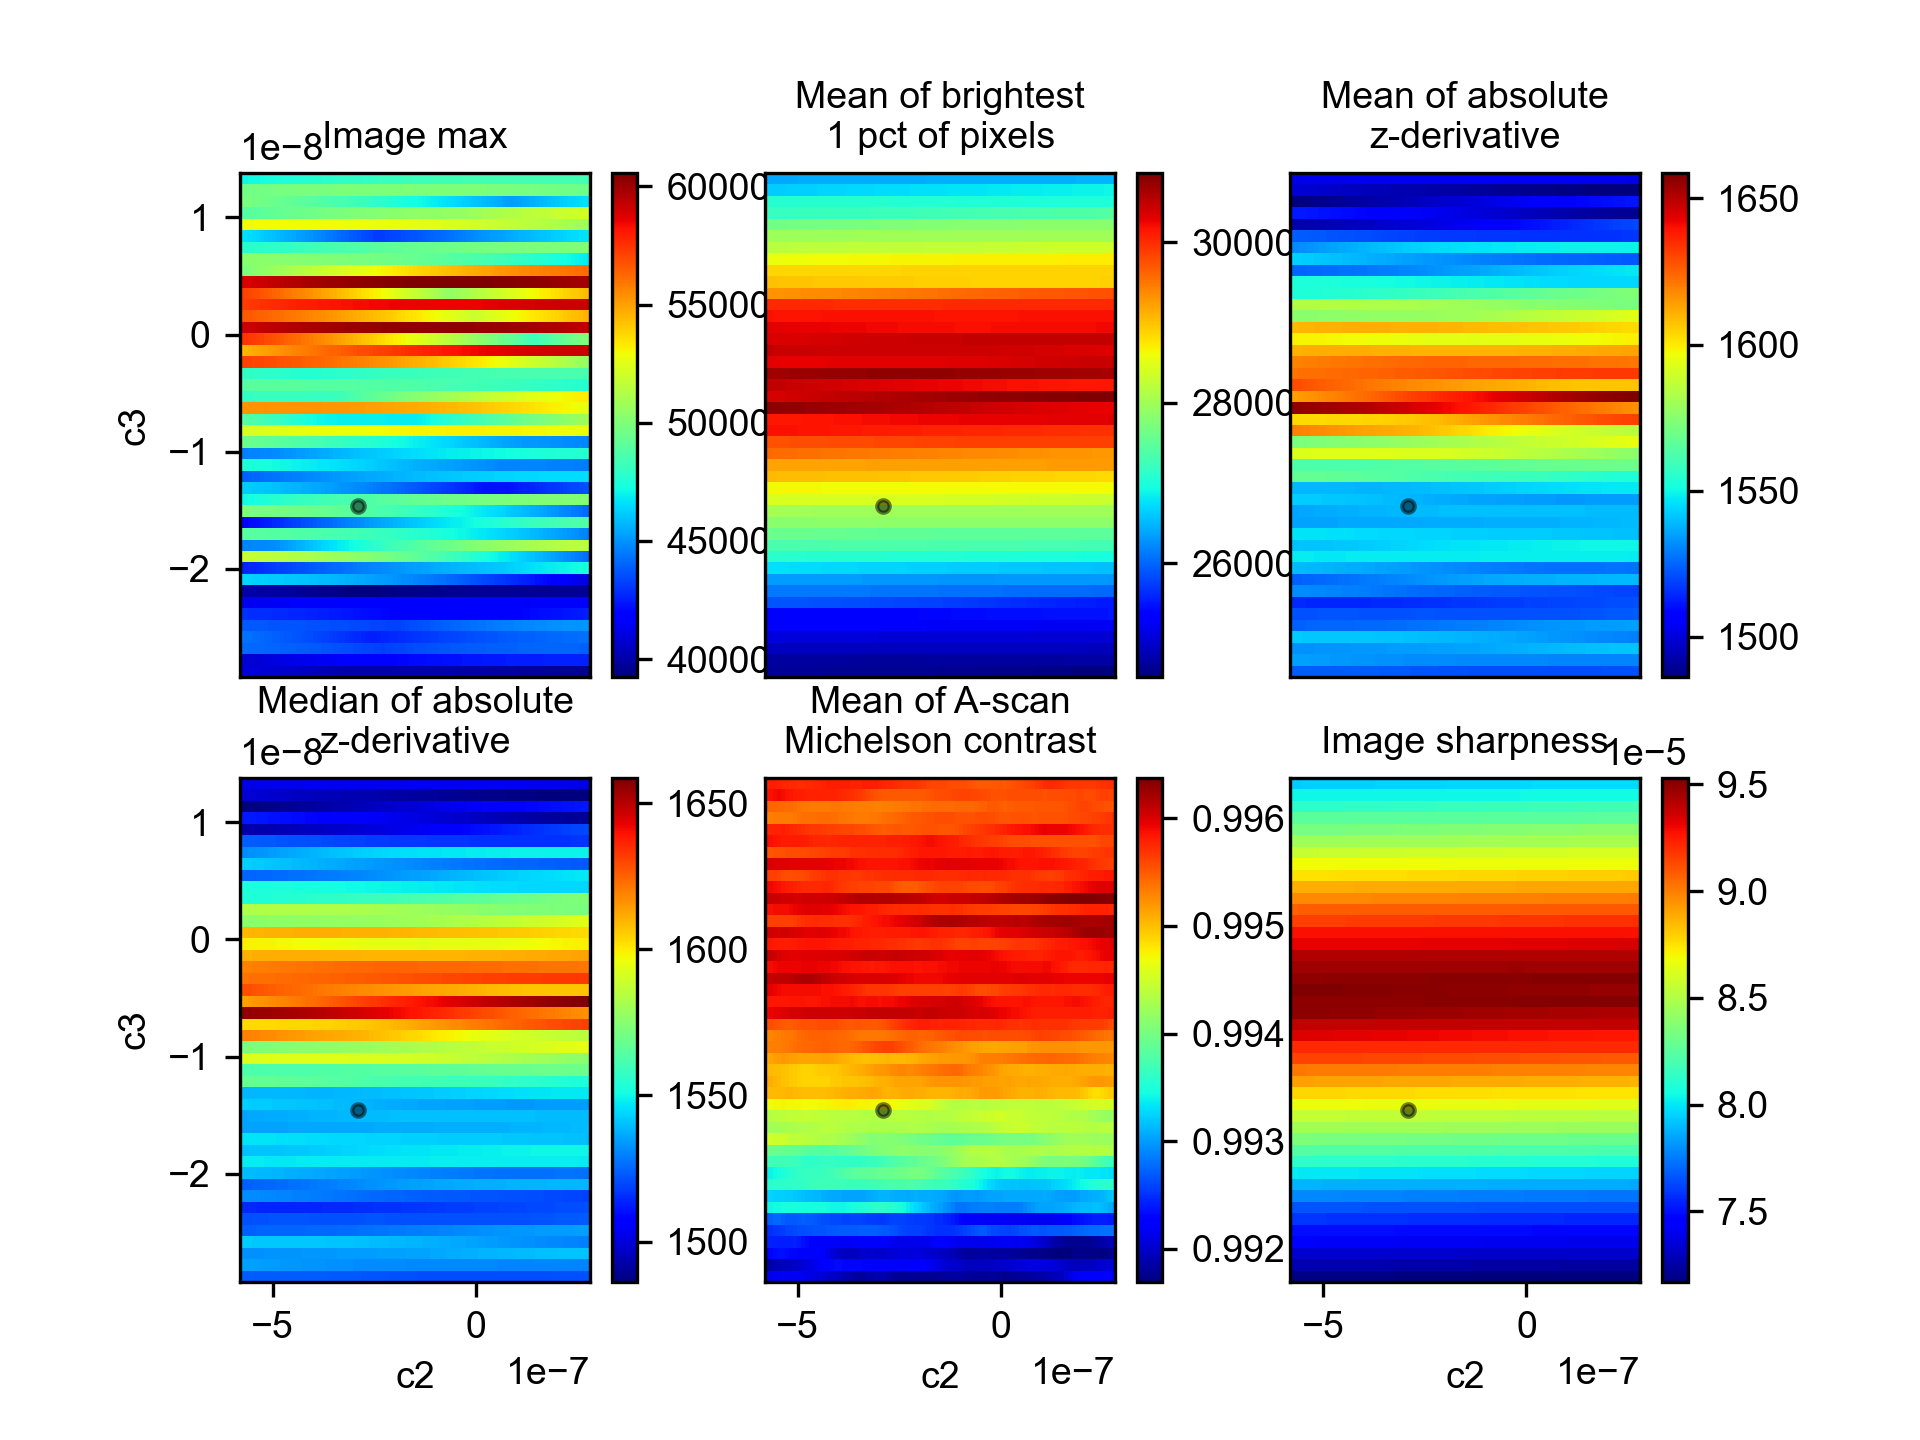 Mean of brightest
1 pct of pixels
Mean of absolute
z-derivative
1e−8
Image max
1
0
−1
−2
c3
60000
55000
50000
45000
40000
30000
28000
26000
1650
1600
1550
1500
Median of absolute
z-derivative
1e−8
Mean of A-scan
Michelson contrast
Image sharpness
1e−5
1
0
−1
−2
c3
1650
1600
1550
1500
0.996
0.995
0.994
0.993
0.992
9.5
9.0
8.5
8.0
7.5
−5
0
c2
1e−7
−5
0
c2
1e−7
−5
0
c2
1e−7